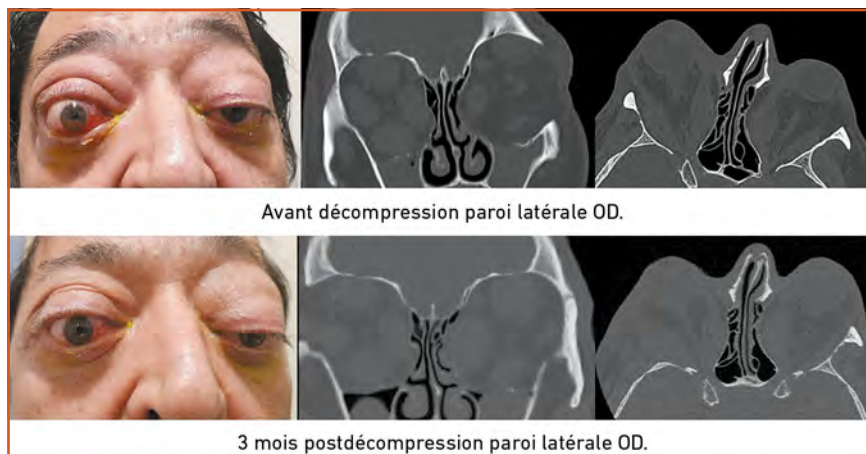 Avant décompression paroi latérale OD.
3 mois postdécompression paroi latérale OD.